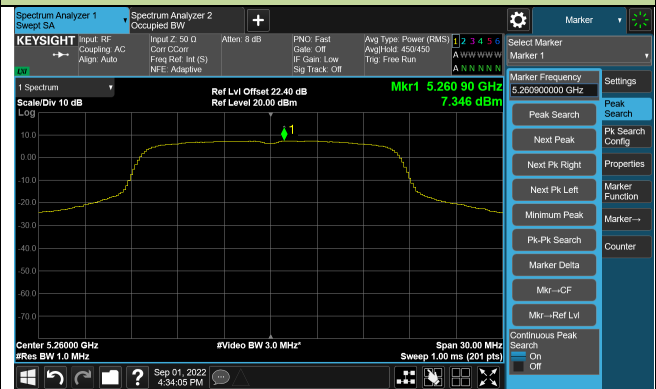 Spectrum Analyzer 1
Swept SA
Spectrum Analyzer 2
Occupied BW
+
Marker
KEYSIGHT
Input: RF
Coupling: AC
Align: Auto
Input Z: 50 Ω
Corr CCorr
Freq Ref: Int (S)
NFE: Adaptive
Atten: 8 dB
PNO: Fast
Gate: Off
IF Gain: Low
Sig Track: Off
Avg Type: Power (RMS)
Avg|Hold: 450/450
Trig: Free Run
1 2 3 4 5 6
A W W W W W
A N N N N N
LXI
Select Marker
Marker 1
1 Spectrum
Scale/Div 10 dB
Log
Ref Lvl Offset 22.40 dB
Ref Level 20.00 dBm
Mkr1 5.260 90 GHz
7.346 dBm
1
10.0
0.00
-10.0
-20.0
-30.0
-40.0
-50.0
-60.0
-70.0
Center 5.26000 GHz
#Res BW 1.0 MHz
#Video BW 3.0 MHz*
Span 30.00 MHz
Sweep 1.00 ms (201 pts)
Marker Frequency
5.260900000 GHz
Peak Search
Next Peak
Next Pk Right
Next Pk Left
Minimum Peak
Pk-Pk Search
Marker Delta
Mkr→CF
Mkr→Ref Lvl
Continuous Peak
Search
On
Off
Settings
Peak
Search
Pk Search
Config
Properties
Marker
Function
Marker→
Counter
?
Sep 01, 2022
4:34:05 PM